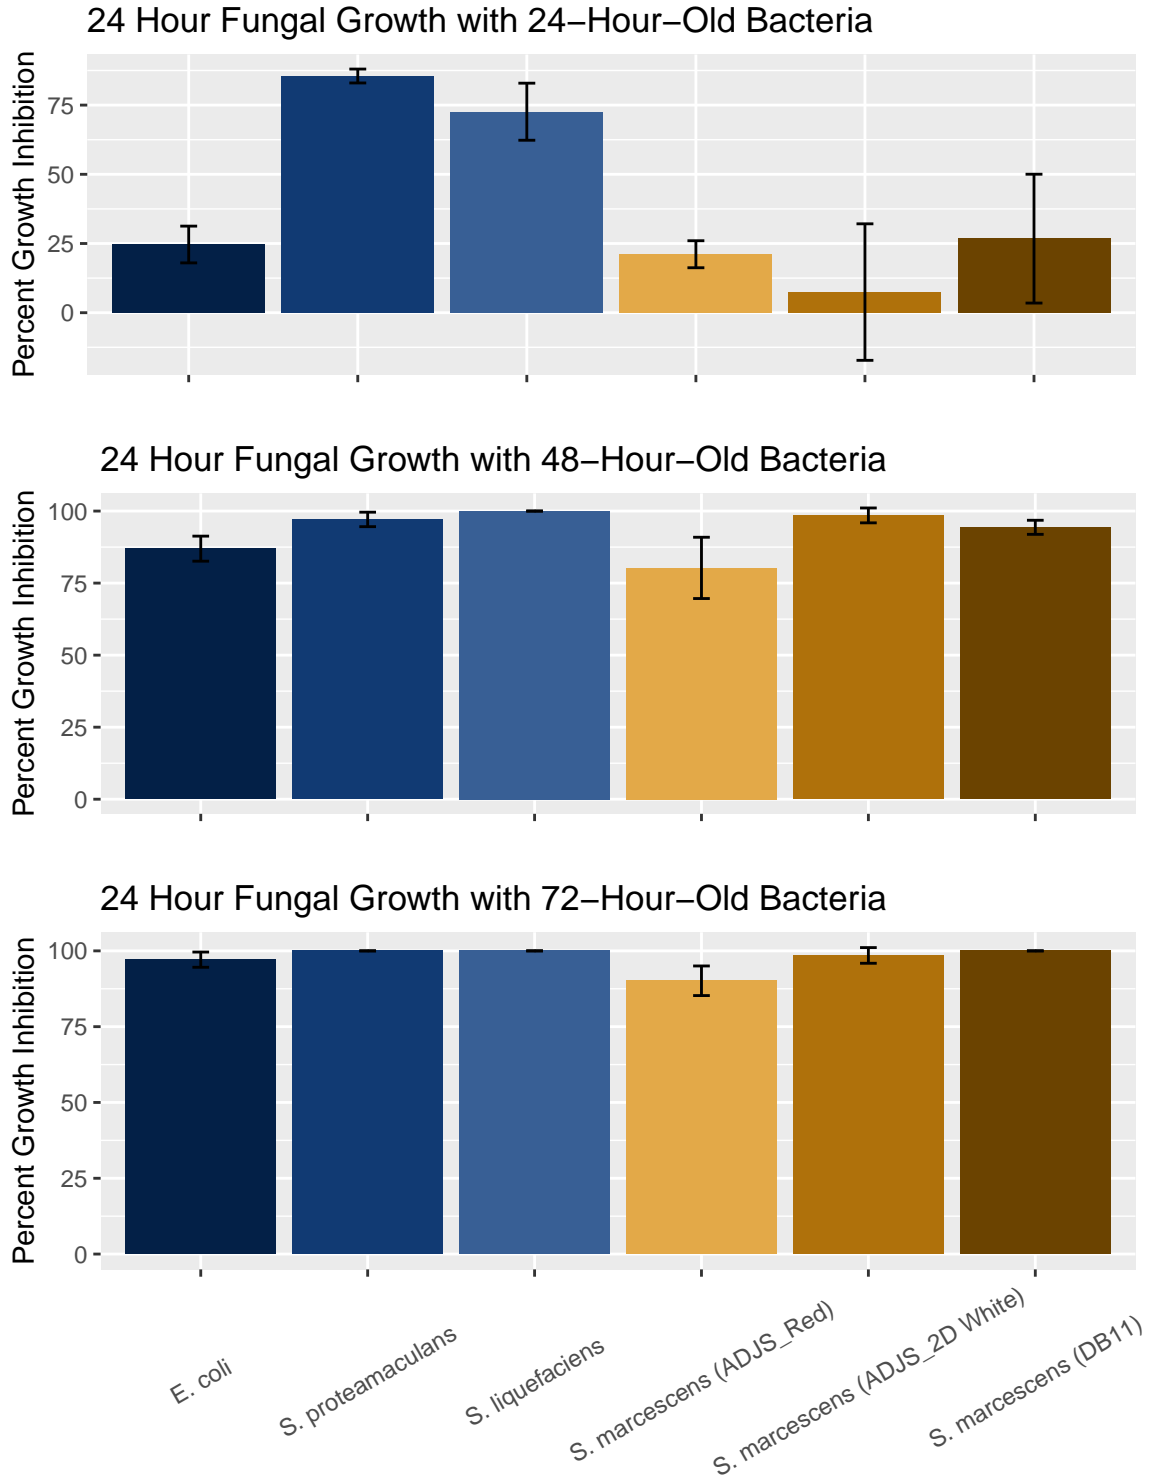 24 Hour Fungal Growth with 24−Hour−Old Bacteria
Percent Growth Inhibition
75
50
25
0
24 Hour Fungal Growth with 48−Hour−Old Bacteria
Percent Growth Inhibition
100
75
50
25
0
24 Hour Fungal Growth with 72−Hour−Old Bacteria
Percent Growth Inhibition
100
75
50
25
0
E. coli
S. proteamaculans
S. liquefaciens
S. marcescens (ADJS_Red)
S. marcescens (ADJS_2D White)
S. marcescens (DB11)